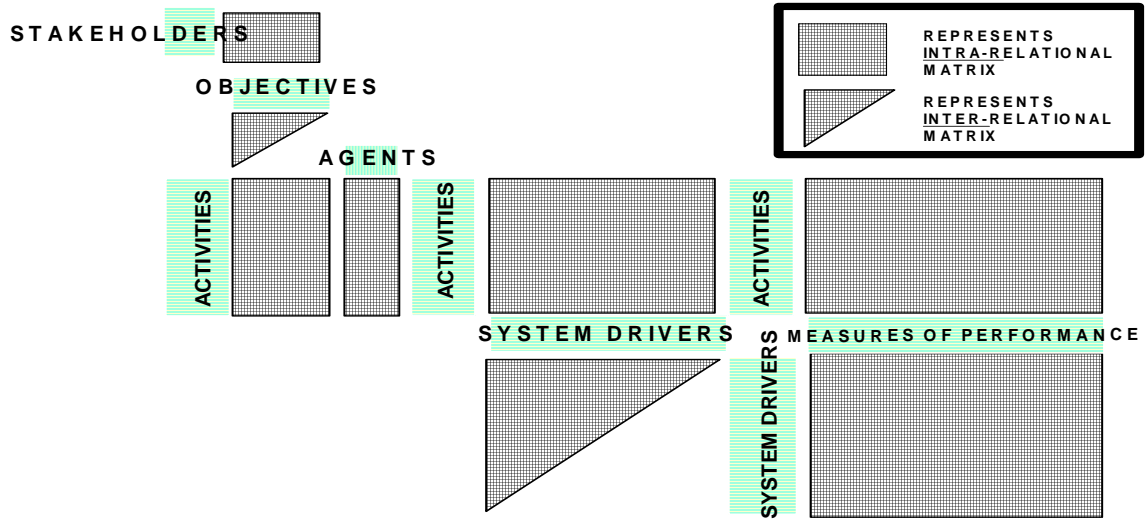 STAKEHOLDERS
OBJECTIVES
AGENTS
ACTIVITIES
ACTIVITIES
ACTIVITIES
SYSTEM DRIVERS
MEASURES OF PERFORMANCE
SYSTEM DRIVERS
REPRESENTS
INTRA-RELATIONAL
MATRIX
REPRESENTS
INTER-RELATIONAL
MATRIX